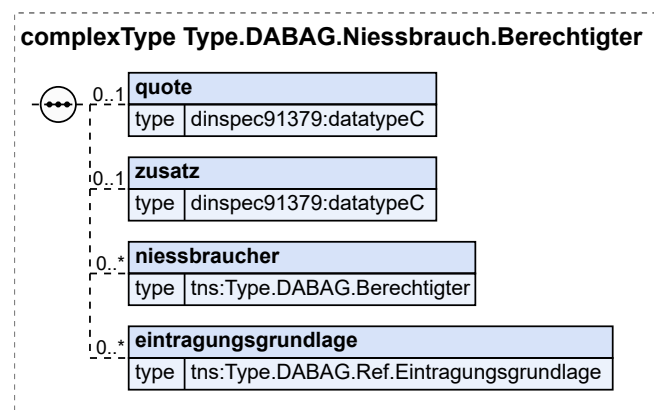 complexType Type.DABAG.Niessbrauch.Berechtigter
0..1 quote
type dinspec91379:datatypeC
0..1 zusatz
type dinspec91379:datatypeC
0..* niessbraucher
type tns:Type.DABAG.Berechtigter
0..* eintragungsgrundlage
type tns:Type.DABAG.Ref.Eintragungsgrundlage